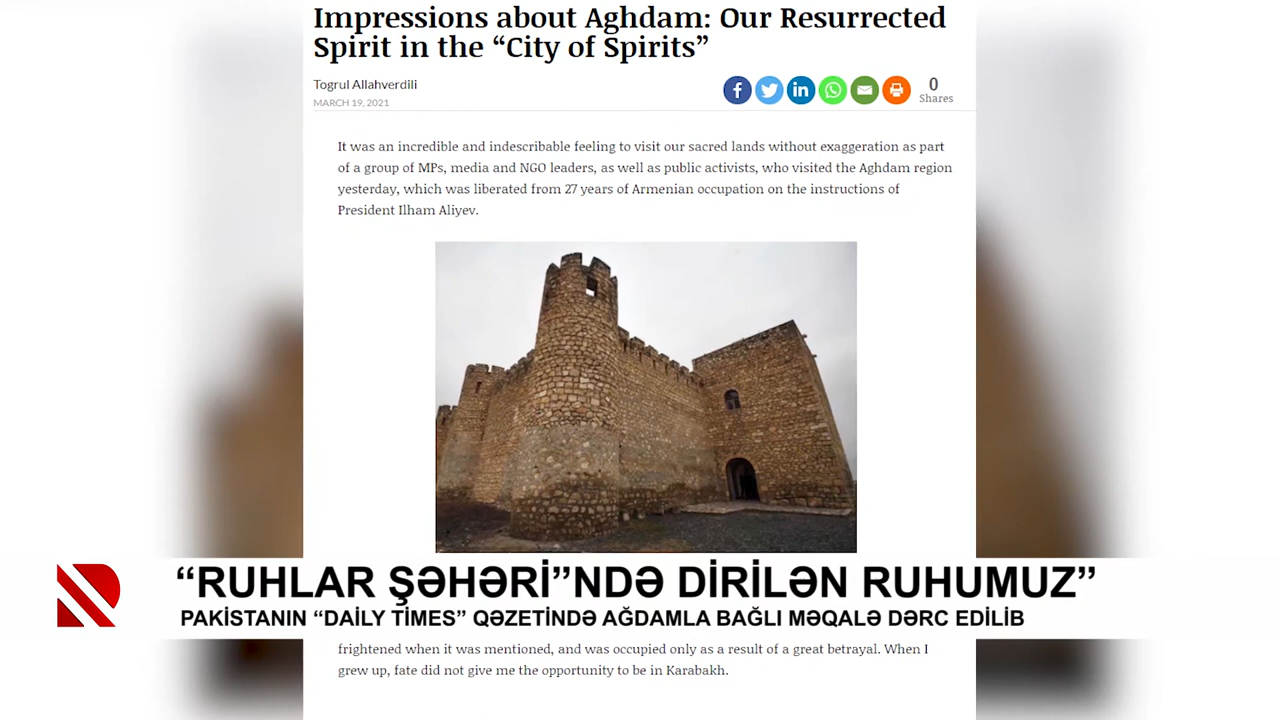 Impressions about Aghdam: Our Resurrected
Spirit in the “City of Spirits”
Togrul Allahverdili
MARCH 19, 2021
0
Shares
It was an incredible and indescribable feeling to visit our sacred lands without exaggeration as part
of a group of MPs, media and NGO leaders, as well as public activists, who visited the Aghdam region
yesterday, which was liberated from 27 years of Armenian occupation on the instructions of
President Ilham Aliyev.
“RUHLAR ŞƏHƏRİ”NDƏ DİRİLƏN RUHUMUZ”
PAKİSTANIN “DAILY TİMES” QƏZETİNDƏ AĞDAMLA BAĞLI MƏQALƏ DƏRC EDİLİB
frightened when it was mentioned, and was occupied only as a result of a great betrayal. When I
grew up, fate did not give me the opportunity to be in Karabakh.